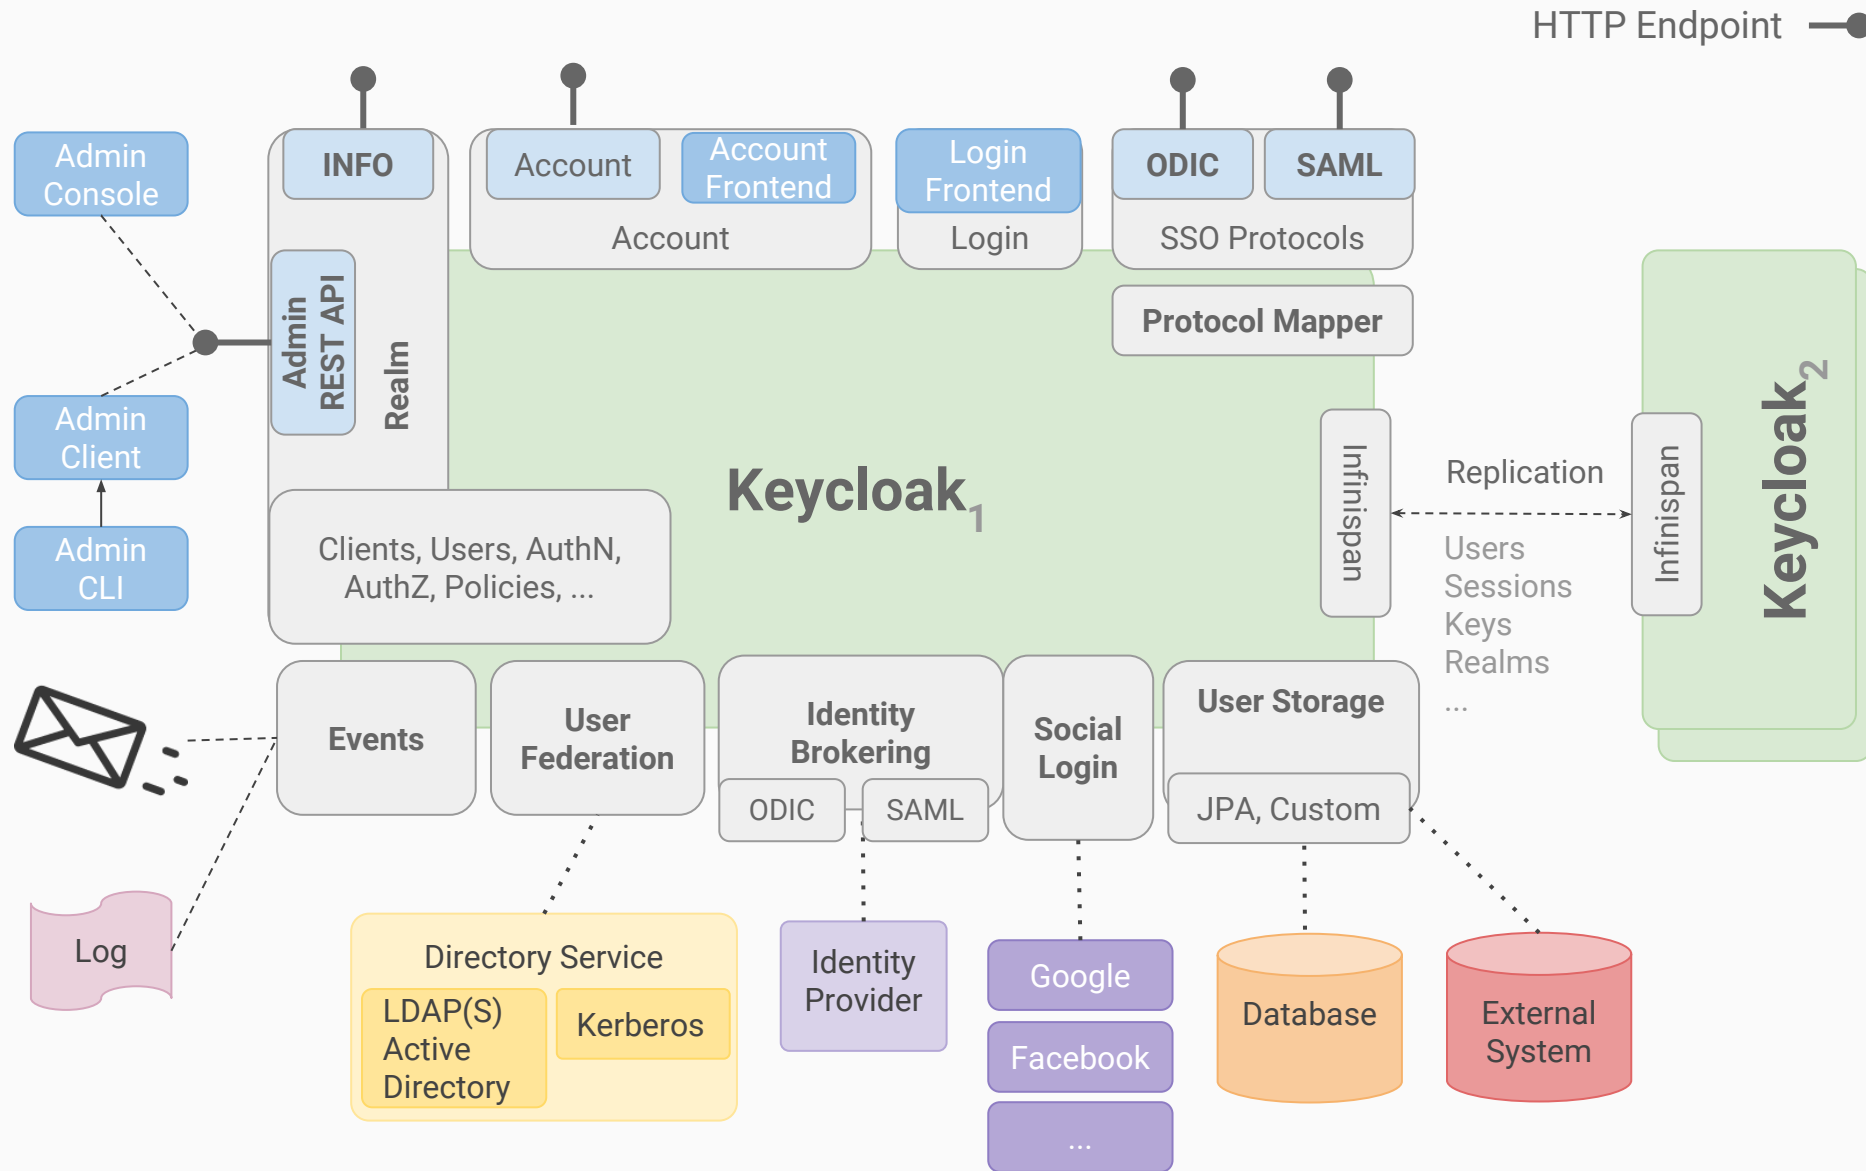 HTTP Endpoint
Admin
Console
INFO
Account
Account
Frontend
Account
Login
Frontend
Login
ODIC
SAML
SSO Protocols
Protocol Mapper
Admin
REST API
Realm
Admin
Client
Admin
CLI
Clients, Users, AuthN,
AuthZ, Policies, ...
Keycloak1
Infinispan
Replication
Users
Sessions
Keys
Realms
...
Infinispan
Keycloak2
Events
User
Federation
Identity
Brokering
ODIC
SAML
Social
Login
User Storage
JPA, Custom
Log
Directory Service
LDAP(S)
Active
Directory
Kerberos
Identity
Provider
Google
Facebook
...
Database
External
System